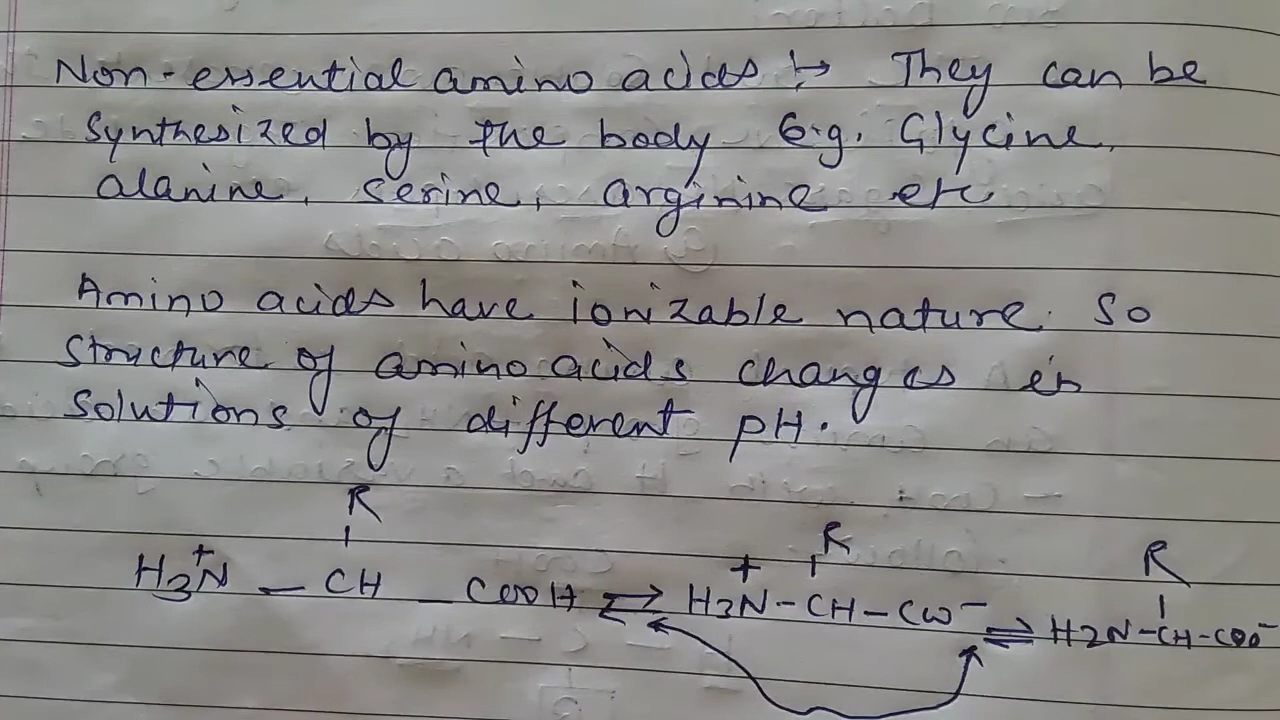 Non-essential amino acids :→ They can be
synthesized by the body E.g. Glycine,
alanine, serine, arginine etc
Amino acids have ionizable nature. So
structure of amino acids changes in
solutions of different pH.
R R R
H3N+ — CH — COOH ⇌ H3N+ - CH - COO- ⇌ H2N - CH - COO-